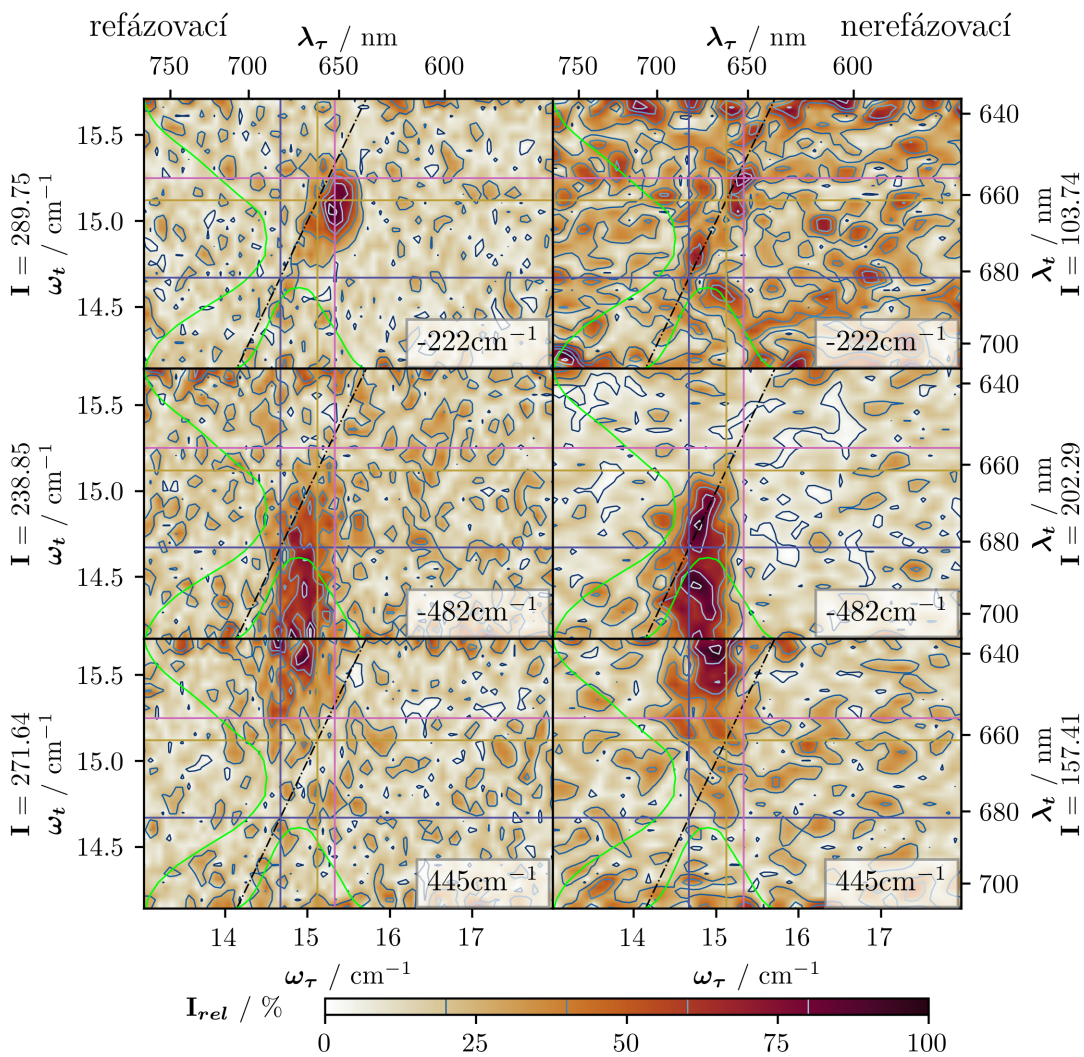 refázovací
nerefázovací
λτ / nm
λτ / nm
750 700 650 600
750 700 650 600
I = 289.75
ωt / cm⁻¹
15.5
15.0
14.5
-222cm⁻¹
-222cm⁻¹
640
660
680
700
λt / nm
I = 103.74
I = 238.85
ωt / cm⁻¹
15.5
15.0
14.5
-482cm⁻¹
-482cm⁻¹
640
660
680
700
λt / nm
I = 202.29
I = 271.64
ωt / cm⁻¹
15.5
15.0
14.5
445cm⁻¹
445cm⁻¹
640
660
680
700
λt / nm
I = 157.41
14 15 16 17
14 15 16 17
ωτ / cm⁻¹
ωτ / cm⁻¹
Irel / %
0 25 50 75 100